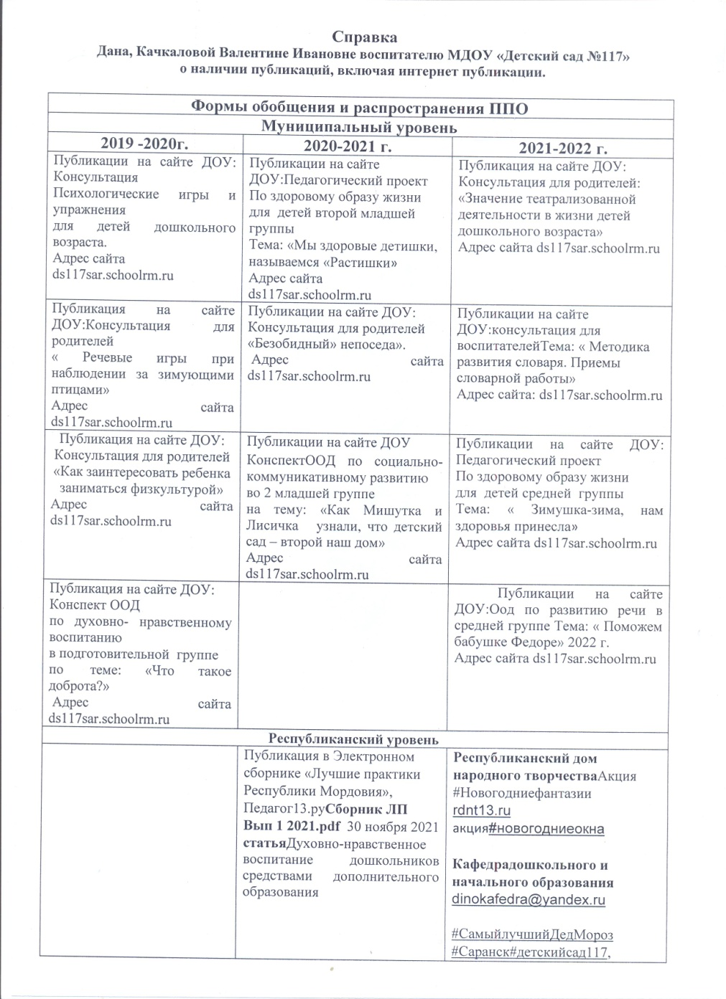 Справка
Дана, Качкаловой Валентине Ивановне воспитателю МДОУ «Детский сад №117»
о наличии публикаций, включая интернет публикации.
Формы обобщения и распространения ППО
Муниципальный уровень
2019 -2020г.
2020-2021 г.
2021-2022 г.
Публикации на сайте ДОУ:
Консультация
Психологические игры и
упражнения
для детей дошкольного
возраста.
Адрес сайта
ds117sar.schoolrm.ru
Публикации на сайте
ДОУ:Педагогический проект
По здоровому образу жизни
для детей второй младшей
группы
Тема: «Мы здоровые детишки,
называемся «Растишки»
Адрес сайта
ds117sar.schoolrm.ru
Публикация на сайте ДОУ:
Консультация для родителей:
«Значение театрализованной
деятельности в жизни детей
дошкольного возраста»
Адрес сайта ds117sar.schoolrm.ru
Публикация на сайте
ДОУ:Консультация для
родителей
« Речевые игры при
наблюдении за зимующими
птицами»
Адрес сайта
ds117sar.schoolrm.ru
Публикации на сайте ДОУ:
Консультация для родителей
«Безобидный» непоседа».
Адрес сайта
ds117sar.schoolrm.ru
Публикации на сайте
ДОУ:консультация для
воспитателейТема: « Методика
развития словаря. Приемы
словарной работы»
Адрес сайта: ds117sar.schoolrm.ru
Публикация на сайте ДОУ:
Консультация для родителей
«Как заинтересовать ребенка
заниматься физкультурой»
Адрес сайта
ds117sar.schoolrm.ru
Публикации на сайте ДОУ
КонспектООД по социально-
коммуникативному развитию
во 2 младшей группе
на тему: «Как Мишутка и
Лисичка узнали, что детский
сад – второй наш дом»
Адрес сайта
ds117sar.schoolrm.ru
Публикации на сайте ДОУ:
Педагогический проект
По здоровому образу жизни
для детей средней группы
Тема: « Зимушка-зима, нам
здоровья принесла»
Адрес сайта ds117sar.schoolrm.ru
Публикация на сайте ДОУ:
Конспект ООД
по духовно- нравственному
воспитанию
в подготовительной группе
по теме: «Что такое
доброта?»
Адрес сайта
ds117sar.schoolrm.ru
Публикации на сайте
ДОУ:Оод по развитию речи в
средней группе Тема: « Поможем
бабушке Федоре» 2022 г.
Адрес сайта ds117sar.schoolrm.ru
Республиканский уровень
Публикация в Электронном
сборнике «Лучшие практики
Республики Мордовия»,
Педагог13.руСборник ЛП
Вып 1 2021.pdf 30 ноября 2021
статьяДуховно-нравственное
воспитание дошкольников
средствами дополнительного
образования
Республиканский дом
народного творчестваАкция
#Новогодниефантазии
rdnt13.ru
акция#новогодниеокна
Кафедрадошкольного и
начального образования
dinokafedra@yandex.ru
#СамыйлучшийДедМороз
#Саранск#детскийсад117,